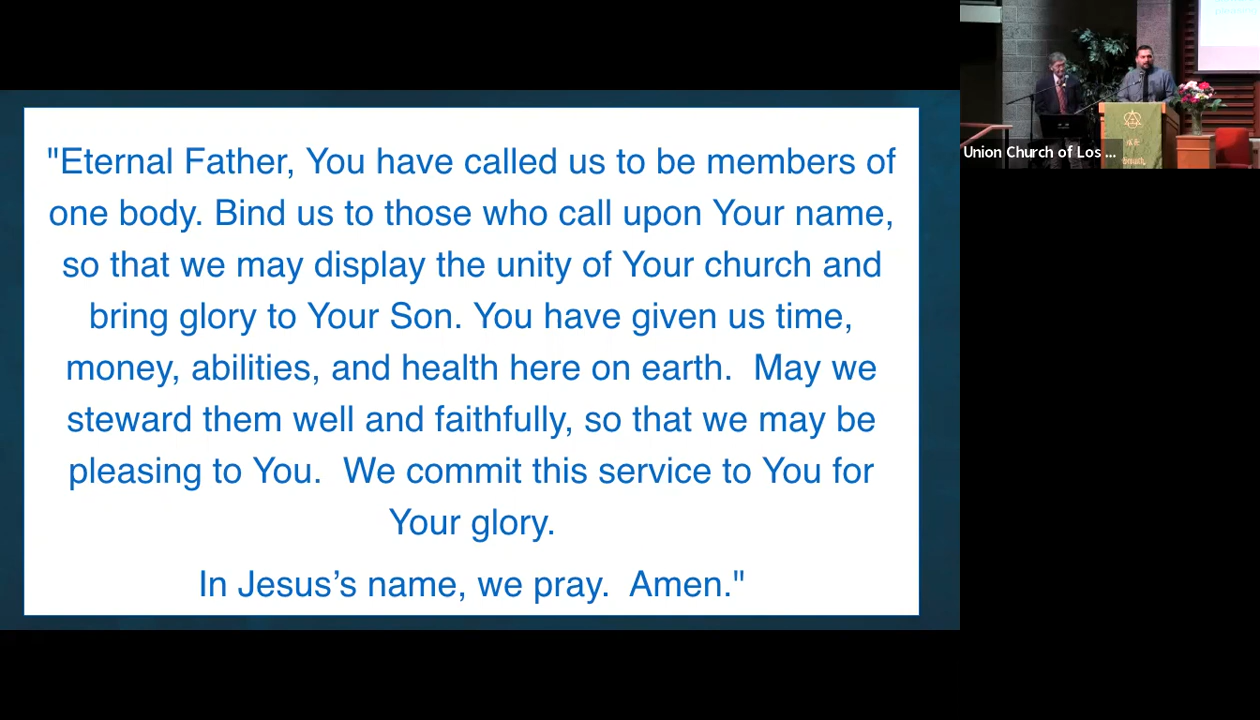 "Eternal Father, You have called us to be members of
one body. Bind us to those who call upon Your name,
so that we may display the unity of Your church and
bring glory to Your Son. You have given us time,
money, abilities, and health here on earth.  May we
steward them well and faithfully, so that we may be
pleasing to You.  We commit this service to You for
Your glory.
In Jesus’s name, we pray.  Amen."
Union Church of Los ...